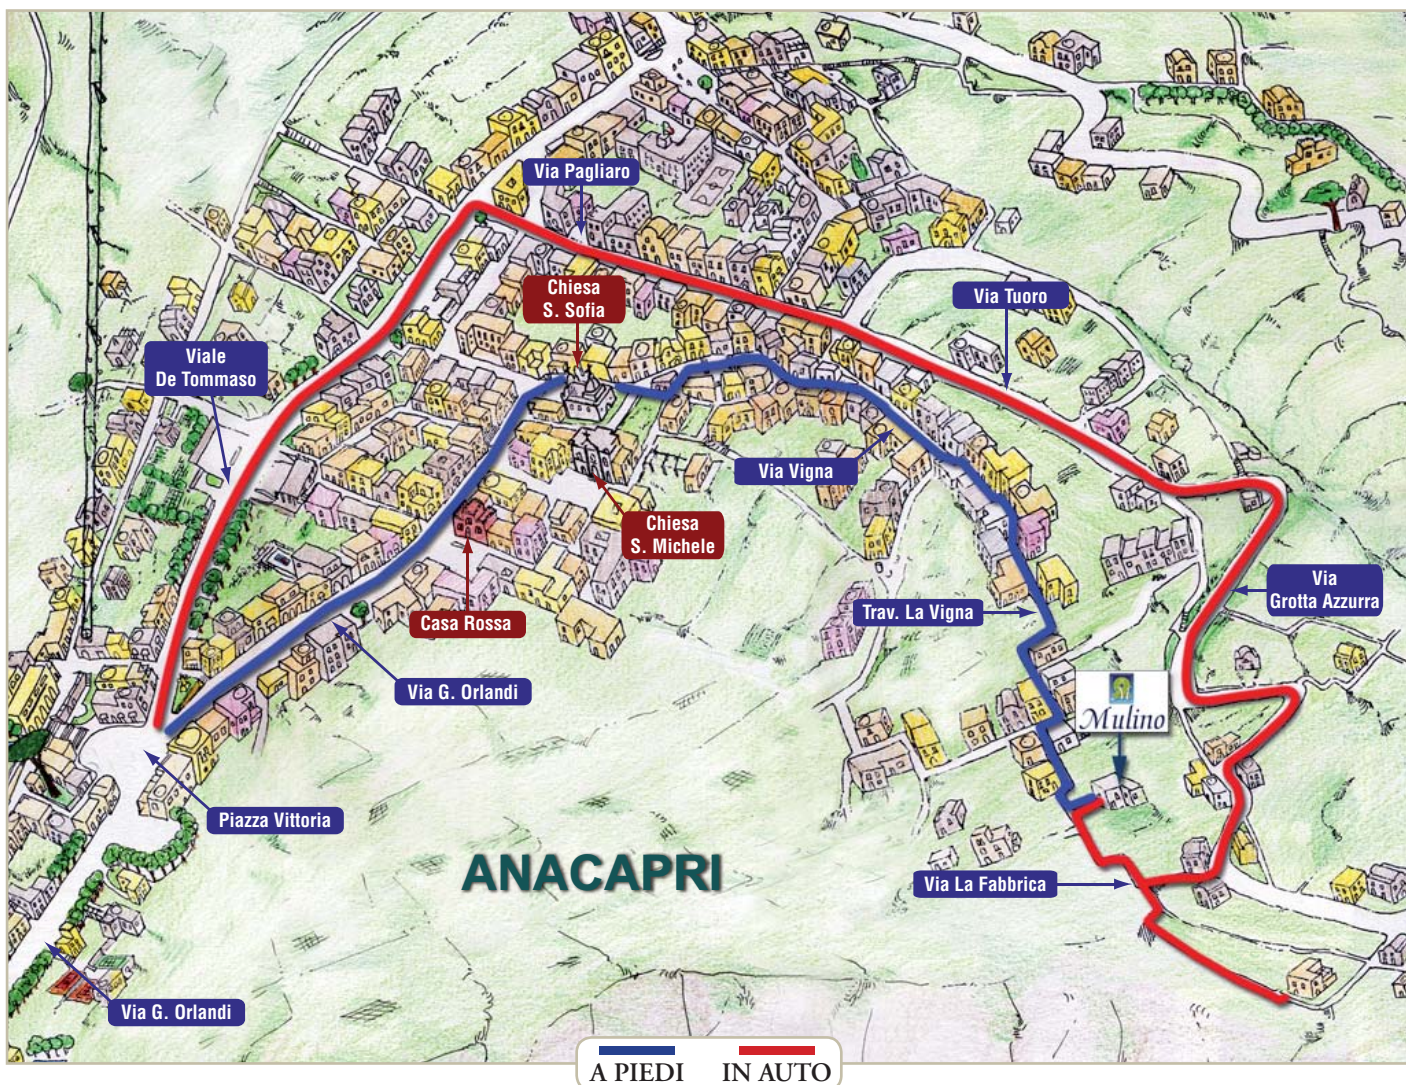 Via Pagliaro
Chiesa
S. Sofia
Via Tuoro
Viale
De Tommaso
Via Vigna
Chiesa
S. Michele
Via
Grotta Azzurra
Casa Rossa
Trav. La Vigna
Via G. Orlandi
Mulino
Piazza Vittoria
ANACAPRI
Via La Fabbrica
Via G. Orlandi
A PIEDI
IN AUTO